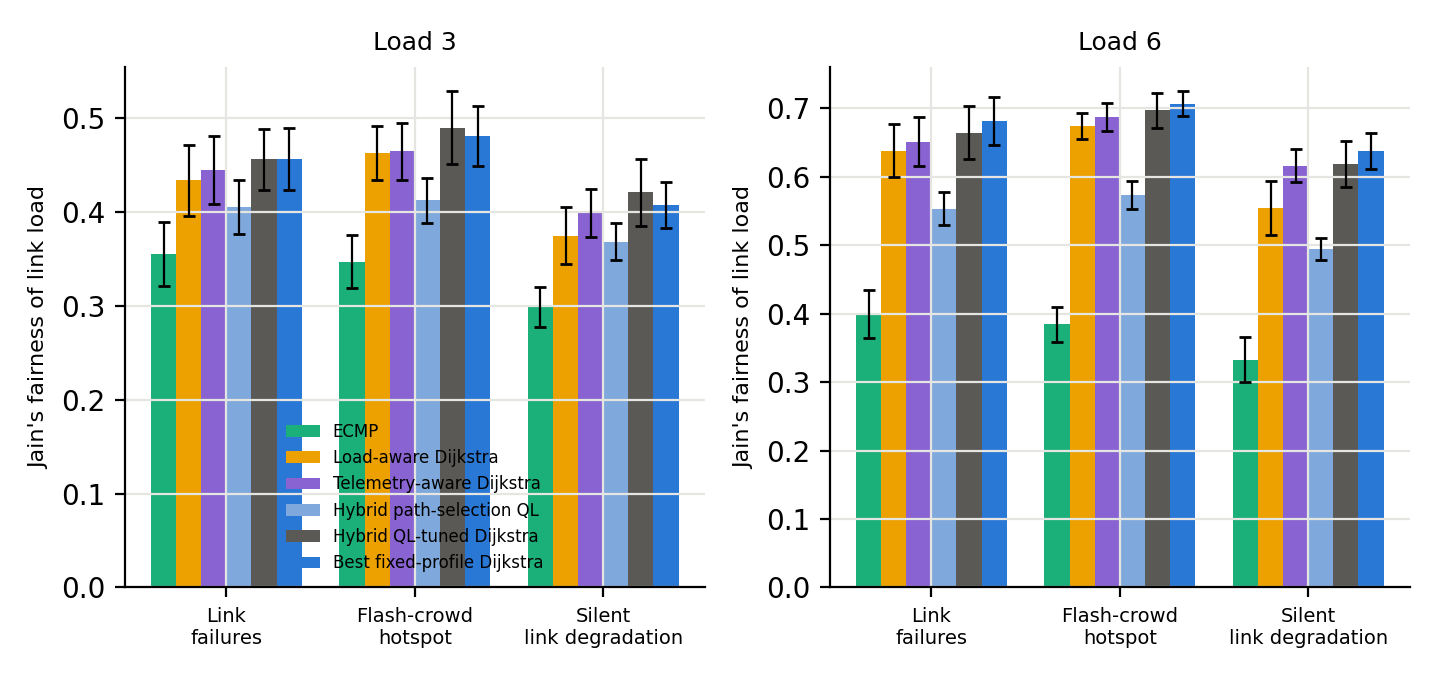 Load 3
Jain's fairness of link load
0.5
0.4
0.3
0.2
0.1
0.0
ECMP
Load-aware Dijkstra
Telemetry-aware Dijkstra
Hybrid path-selection QL
Hybrid QL-tuned Dijkstra
Best fixed-profile Dijkstra
Link
failures
Flash-crowd
hotspot
Silent
link degradation
Load 6
Jain's fairness of link load
0.7
0.6
0.5
0.4
0.3
0.2
0.1
0.0
Link
failures
Flash-crowd
hotspot
Silent
link degradation